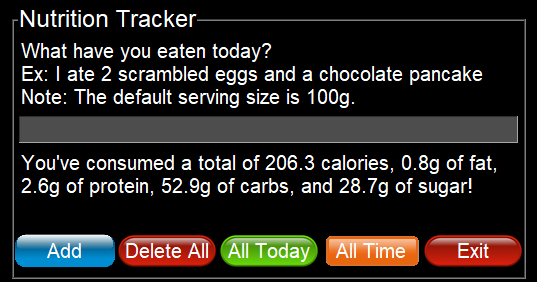 Nutrition Tracker
What have you eaten today?
Ex: I ate 2 scrambled eggs and a chocolate pancake
Note: The default serving size is 100g.
You've consumed a total of 206.3 calories, 0.8g of fat,
2.6g of protein, 52.9g of carbs, and 28.7g of sugar!
Add Delete All All Today All Time Exit